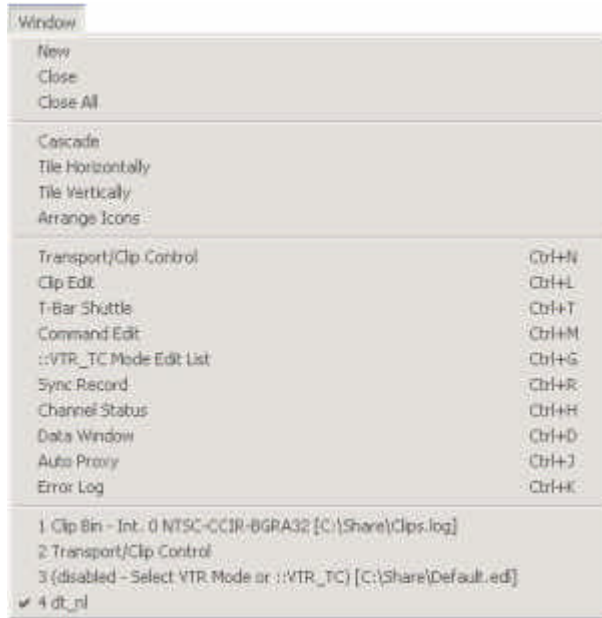 Window
New
Close
Close All
Cascade
Tile Horizontally
Tile Vertically
Arrange Icons
Transport/Clip Control Ctrl+N
Clip Edit Ctrl+L
T-Bar Shuttle Ctrl+T
Command Edit Ctrl+M
::VTR_TC Mode Edit List Ctrl+G
Sync Record Ctrl+R
Channel Status Ctrl+H
Data Window Ctrl+D
Auto Proxy Ctrl+J
Error Log Ctrl+K
1 Clip Bin - Int. 0 NTSC-CCIR-BGRA32 [C:\Share\Clips.log]
2 Transport/Clip Control
3 (disabled - Select VTR Mode or ::VTR_TC) [C:\Share\Default.edl]
4 dt_nl